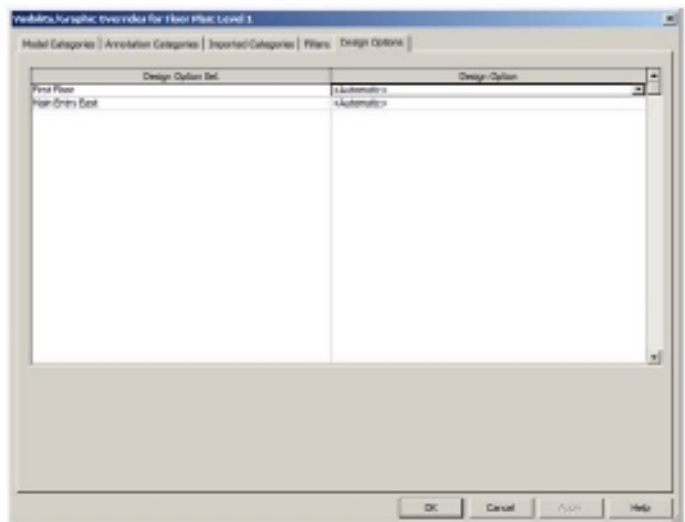 Visibility/Graphic Overrides for Floor Plan: Level 1
Model Categories Annotation Categories Imported Categories Filters Design Options
Design Option Set Design Option
First Floor <Automatic>
Main Entry East <Automatic>
OK Cancel Apply Help